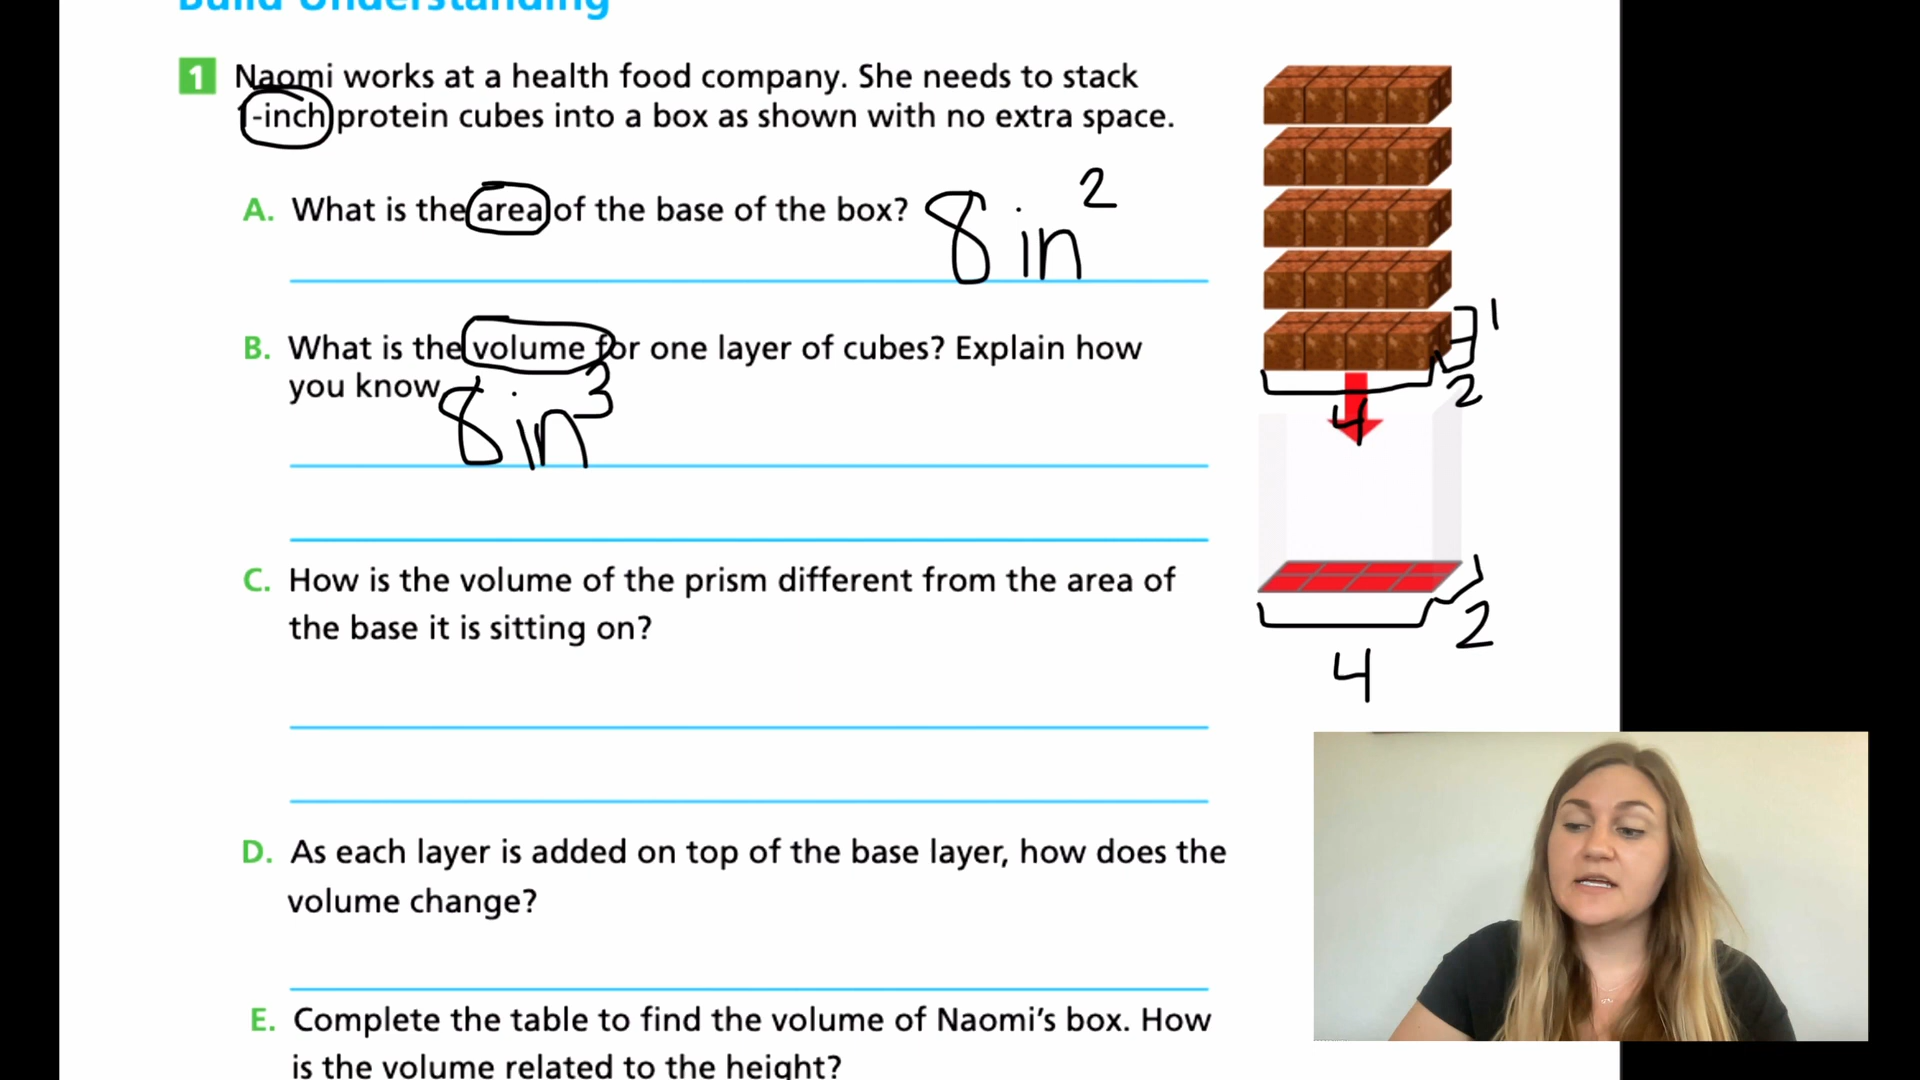 Build Understanding
1 Naomi works at a health food company. She needs to stack
1-inch protein cubes into a box as shown with no extra space.
A. What is the area of the base of the box? 8 in²
B. What is the volume for one layer of cubes? Explain how
you know
8 in³
1
2
4
C. How is the volume of the prism different from the area of
the base it is sitting on?
2
4
D. As each layer is added on top of the base layer, how does the
volume change?
E. Complete the table to find the volume of Naomi's box. How
is the volume related to the height?